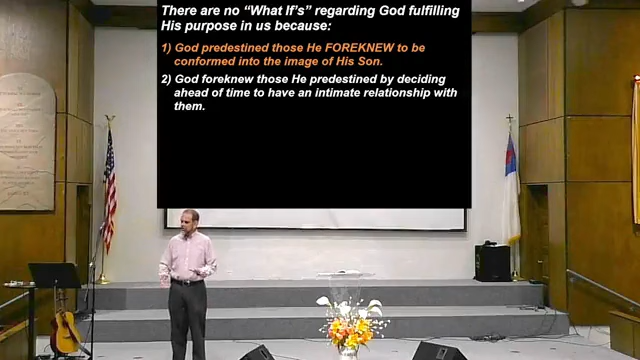 There are no “What If’s” regarding God fulfilling
His purpose in us because:
1) God predestined those He FOREKNEW to be
conformed into the image of His Son.
2) God foreknew those He predestined by deciding
ahead of time to have an intimate relationship with
them.